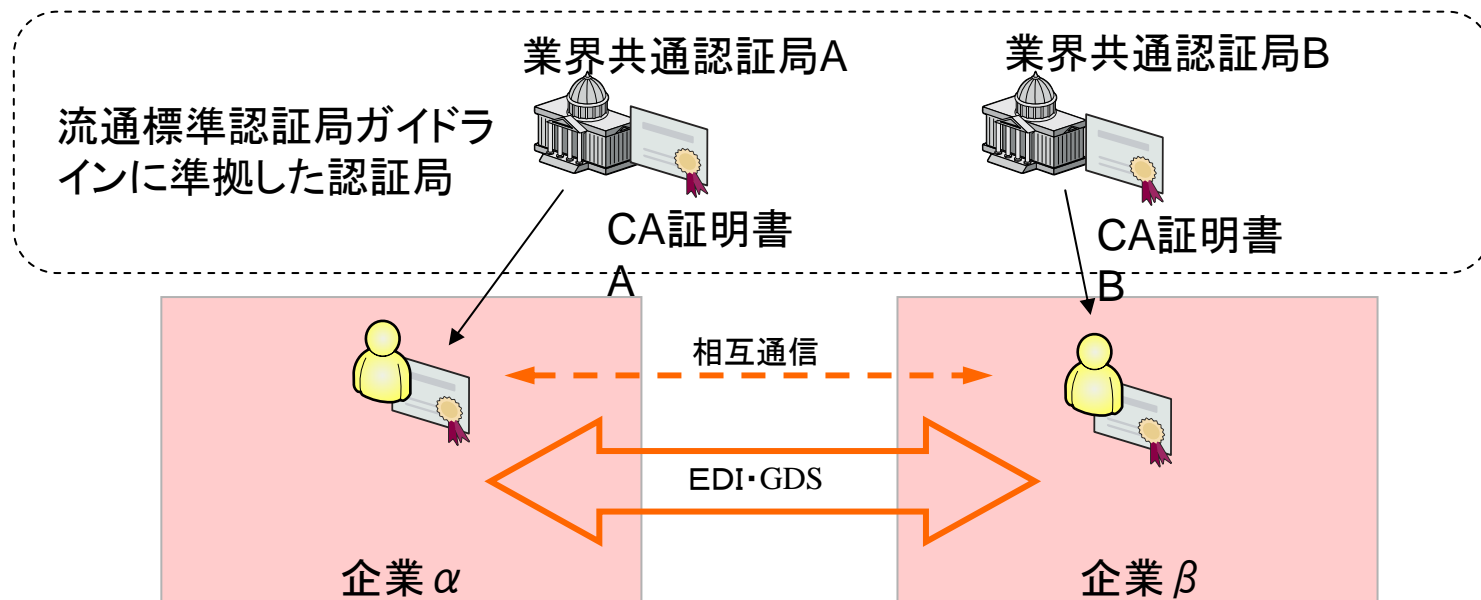 業界共通認証局A
業界共通認証局B
流通標準認証局ガイドラ
インに準拠した認証局
CA証明書
A
CA証明書
B
相互通信
EDI・GDS
企業α
企業β